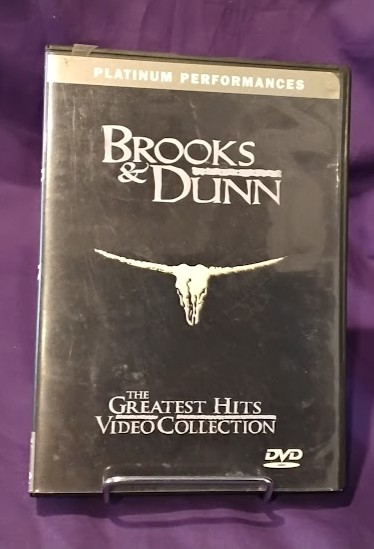 PLATINUM PERFORMANCES
BROOKS
& DUNN
THE
GREATEST HITS
VIDEO COLLECTION
DVD